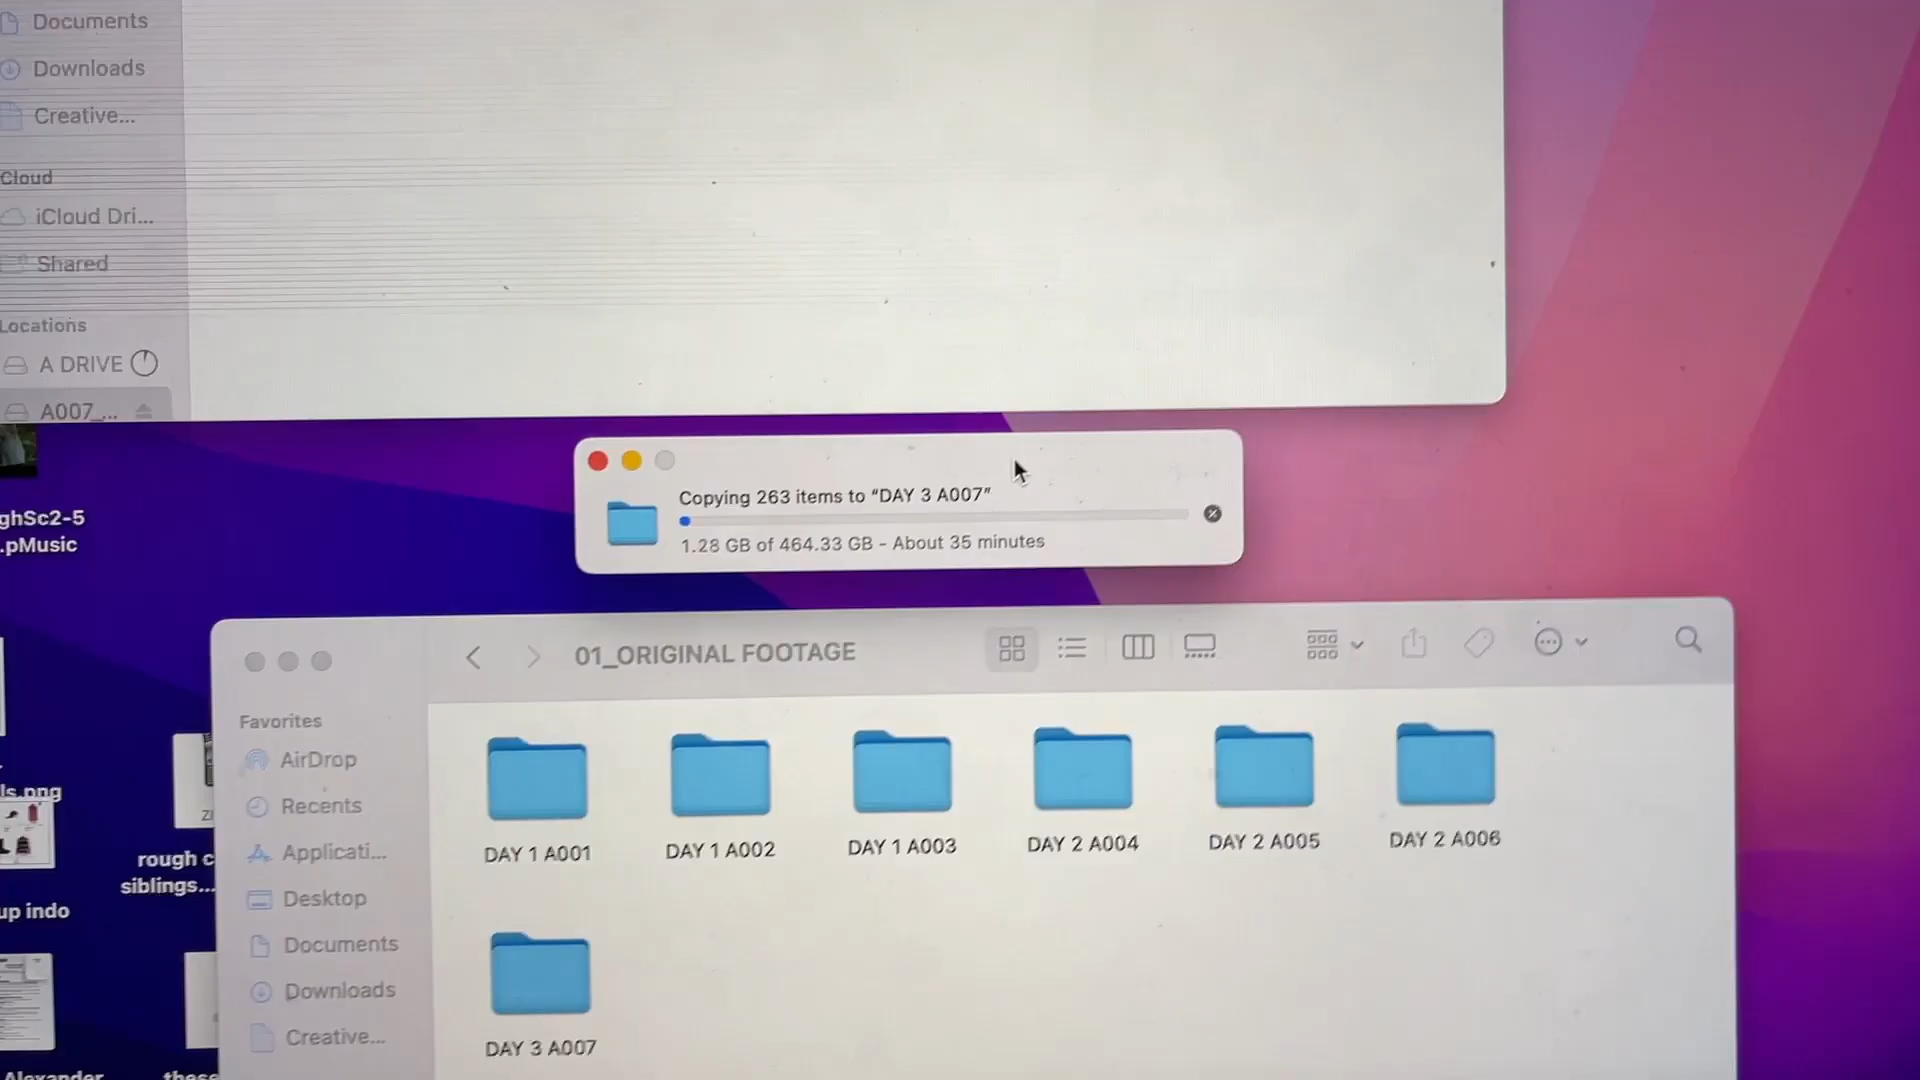 Documents
Downloads
Creative...
Cloud
iCloud Dri...
Shared
Locations
A DRIVE
A007_...
Copying 263 items to “DAY 3 A007”
1.28 GB of 464.33 GB - About 35 minutes
ghSc2-5
.pMusic
ls.png
rough c
siblings...
up indo
Alexander
these
01_ORIGINAL FOOTAGE
Favorites
AirDrop
Recents
Applicati...
Desktop
Documents
Downloads
Creative...
DAY 1 A001
DAY 1 A002
DAY 1 A003
DAY 2 A004
DAY 2 A005
DAY 2 A006
DAY 3 A007